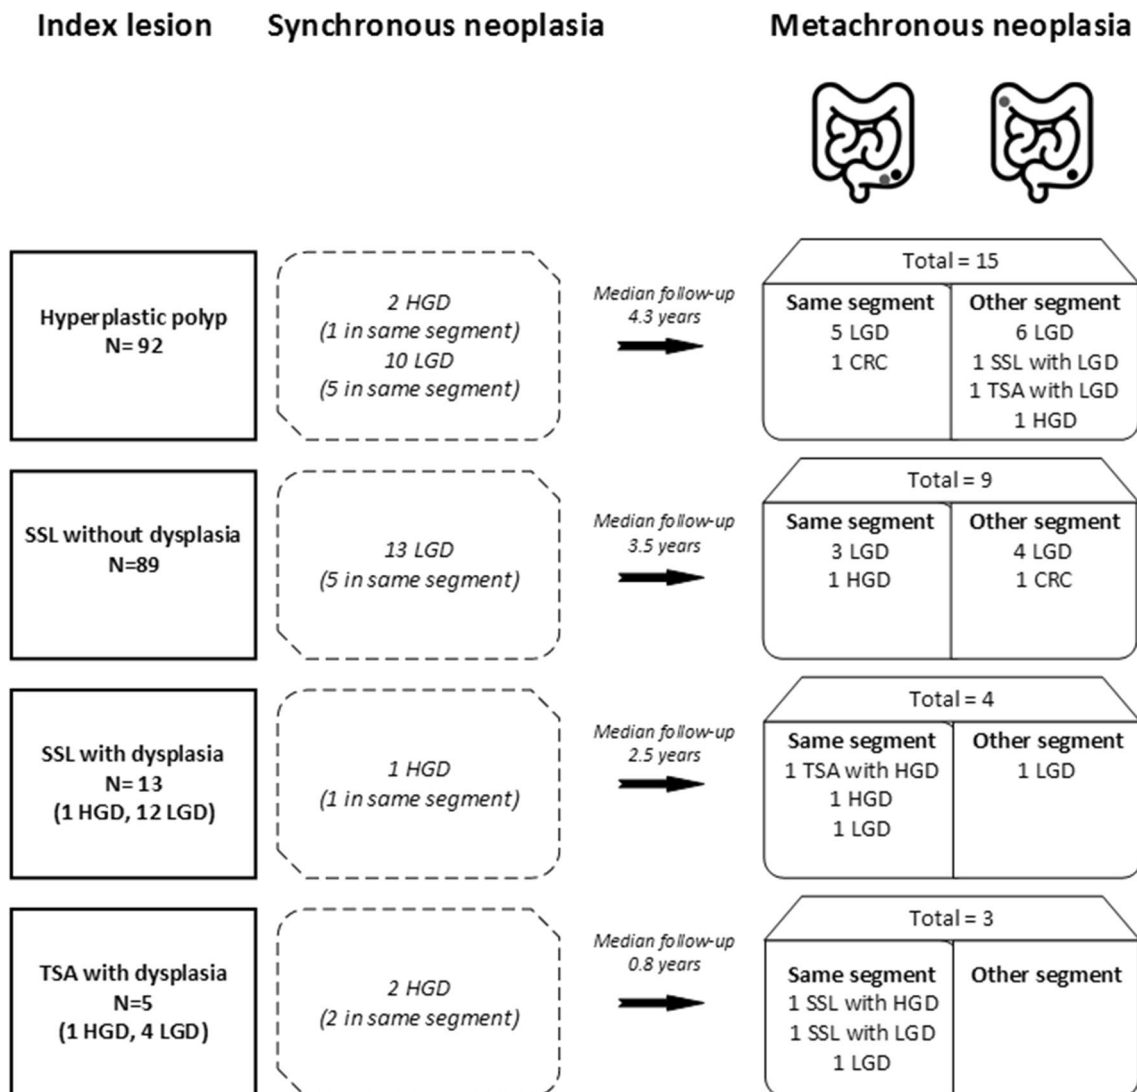 Index lesion
Synchronous neoplasia
Metachronous neoplasia
Hyperplastic polyp
N= 92
2 HGD
(1 in same segment)
10 LGD
(5 in same segment)
Median follow-up
4.3 years
Total = 15
Same segment
5 LGD
1 CRC
Other segment
6 LGD
1 SSL with LGD
1 TSA with LGD
1 HGD
SSL without dysplasia
N=89
13 LGD
(5 in same segment)
Median follow-up
3.5 years
Total = 9
Same segment
3 LGD
1 HGD
Other segment
4 LGD
1 CRC
SSL with dysplasia
N= 13
(1 HGD, 12 LGD)
1 HGD
(1 in same segment)
Median follow-up
2.5 years
Total = 4
Same segment
1 TSA with HGD
1 HGD
1 LGD
Other segment
1 LGD
TSA with dysplasia
N=5
(1 HGD, 4 LGD)
2 HGD
(2 in same segment)
Median follow-up
0.8 years
Total = 3
Same segment
1 SSL with HGD
1 SSL with LGD
1 LGD
Other segment